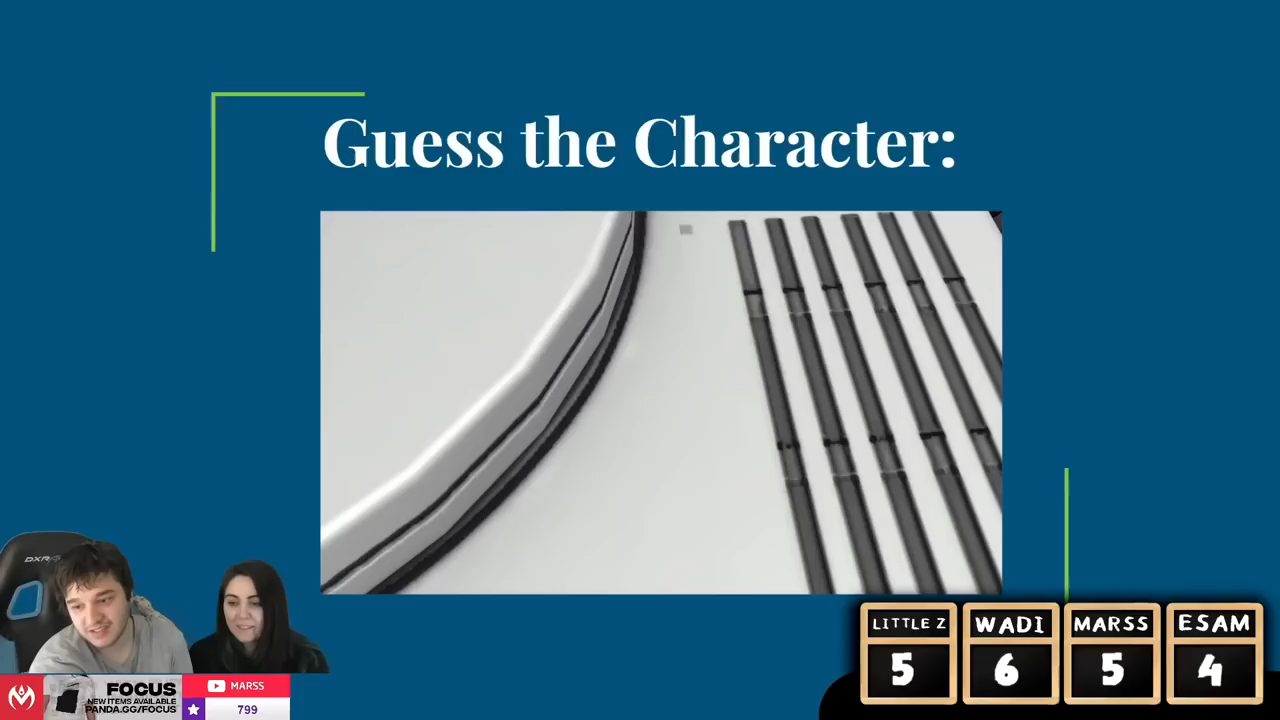 Guess the Character:
DXR
LITTLE Z
WADI
MARSS
ESAM
5
6
5
4
FOCUS
NEW ITEMS AVAILABLE
PANDA.GG/FOCUS
MARSS
799